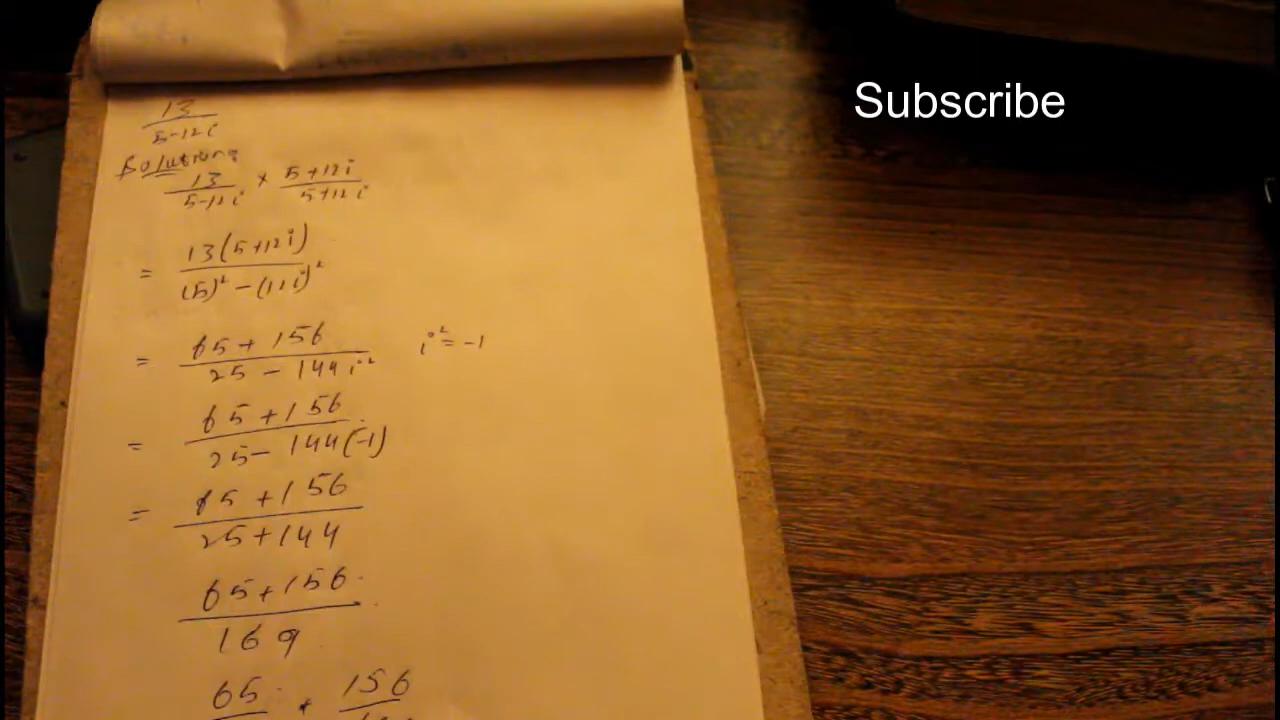 Subscribe
13
5-12i
Solution:
13/5-12i × 5+12i/5+12i
= 13(5+12i)
(5)² - (12i)²
= 65 + 156
25 - 144i² i² = -1
= 65 + 156
25 - 144(-1)
= 65 + 156
25 + 144
65 + 156
169
65 + 156